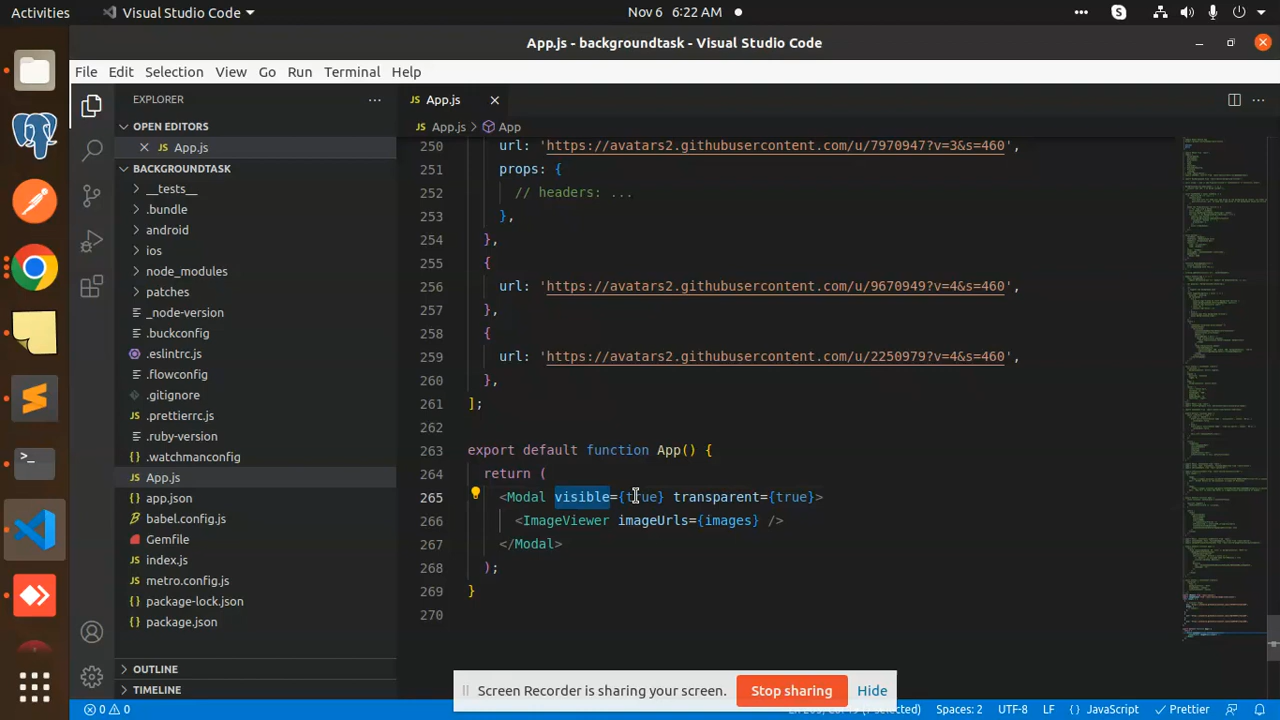 Activities
Visual Studio Code
Nov 6 6:22 AM
App.js - backgroundtask - Visual Studio Code
File Edit Selection View Go Run Terminal Help
EXPLORER
OPEN EDITORS
JS App.js
BACKGROUNDTASK
__tests__
.bundle
android
ios
node_modules
patches
_node-version
.buckconfig
.eslintrc.js
.flowconfig
.gitignore
.prettierrc.js
.ruby-version
.watchmanconfig
JS App.js
app.json
babel.config.js
Gemfile
JS index.js
JS metro.config.js
package-lock.json
package.json
OUTLINE
TIMELINE
JS App.js
JS App.js > App
250 url: 'https://avatars2.githubusercontent.com/u/7970947?v=3&s=460',
251 props: {
252 // headers: ...
253 },
254 },
255 {
256 url: 'https://avatars2.githubusercontent.com/u/9670949?v=4&s=460',
257 },
258 {
259 url: 'https://avatars2.githubusercontent.com/u/2250979?v=4&s=460',
260 },
261 ];
262
263 export default function App() {
264 return (
265 <Modal visible={true} transparent={true}>
266 <ImageViewer imageUrls={images} />
267 </Modal>
268 );
269 }
270
Screen Recorder is sharing your screen.
Stop sharing
Hide
0 0
Spaces: 2
UTF-8
LF
{} JavaScript
Prettier